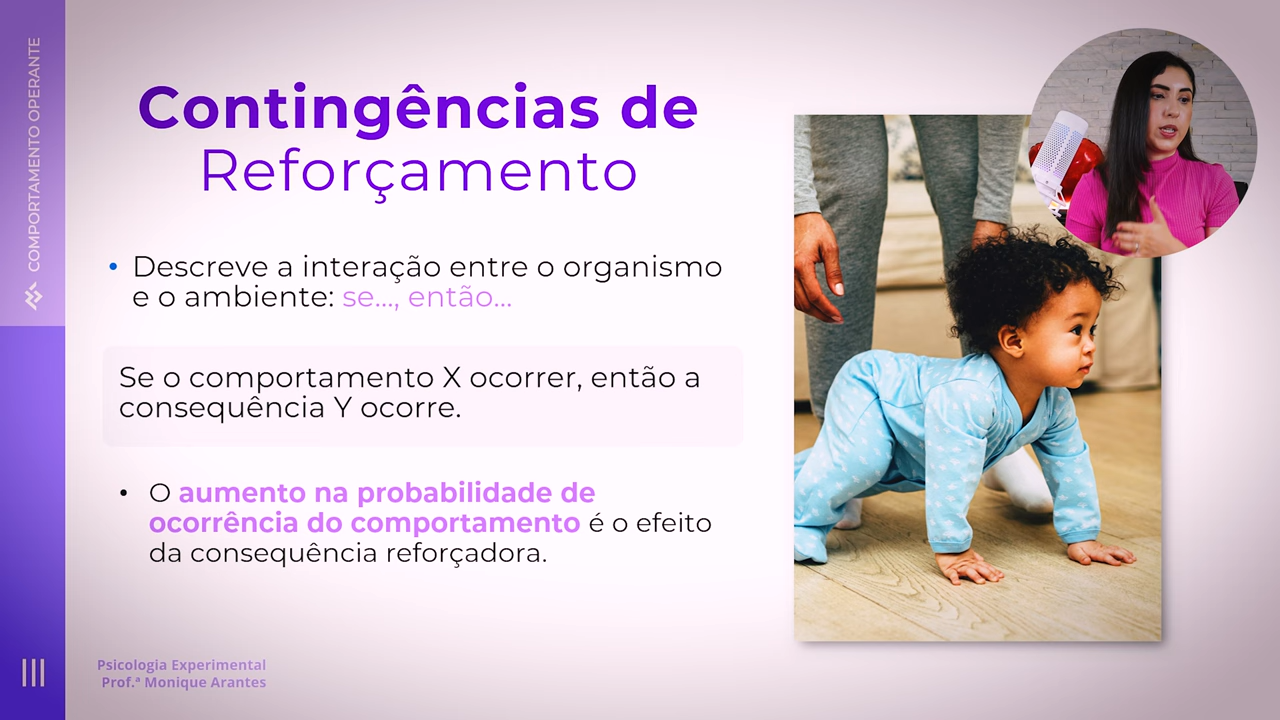 COMPORTAMENTO OPERANTE
Contingências de
Reforçamento
• Descreve a interação entre o organismo
e o ambiente: se..., então...
Se o comportamento X ocorrer, então a
consequência Y ocorre.
• O aumento na probabilidade de
ocorrência do comportamento é o efeito
da consequência reforçadora.
Psicologia Experimental
Prof.ª Monique Arantes